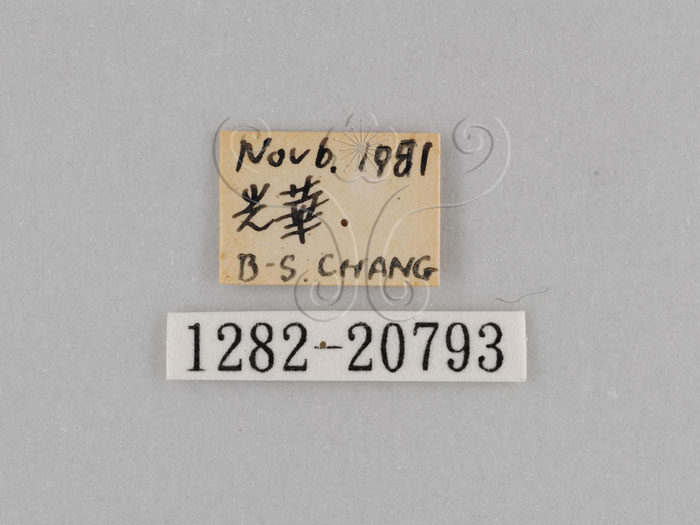 Nov 6. 1981
光華
B-S. CHANG
1282-20793